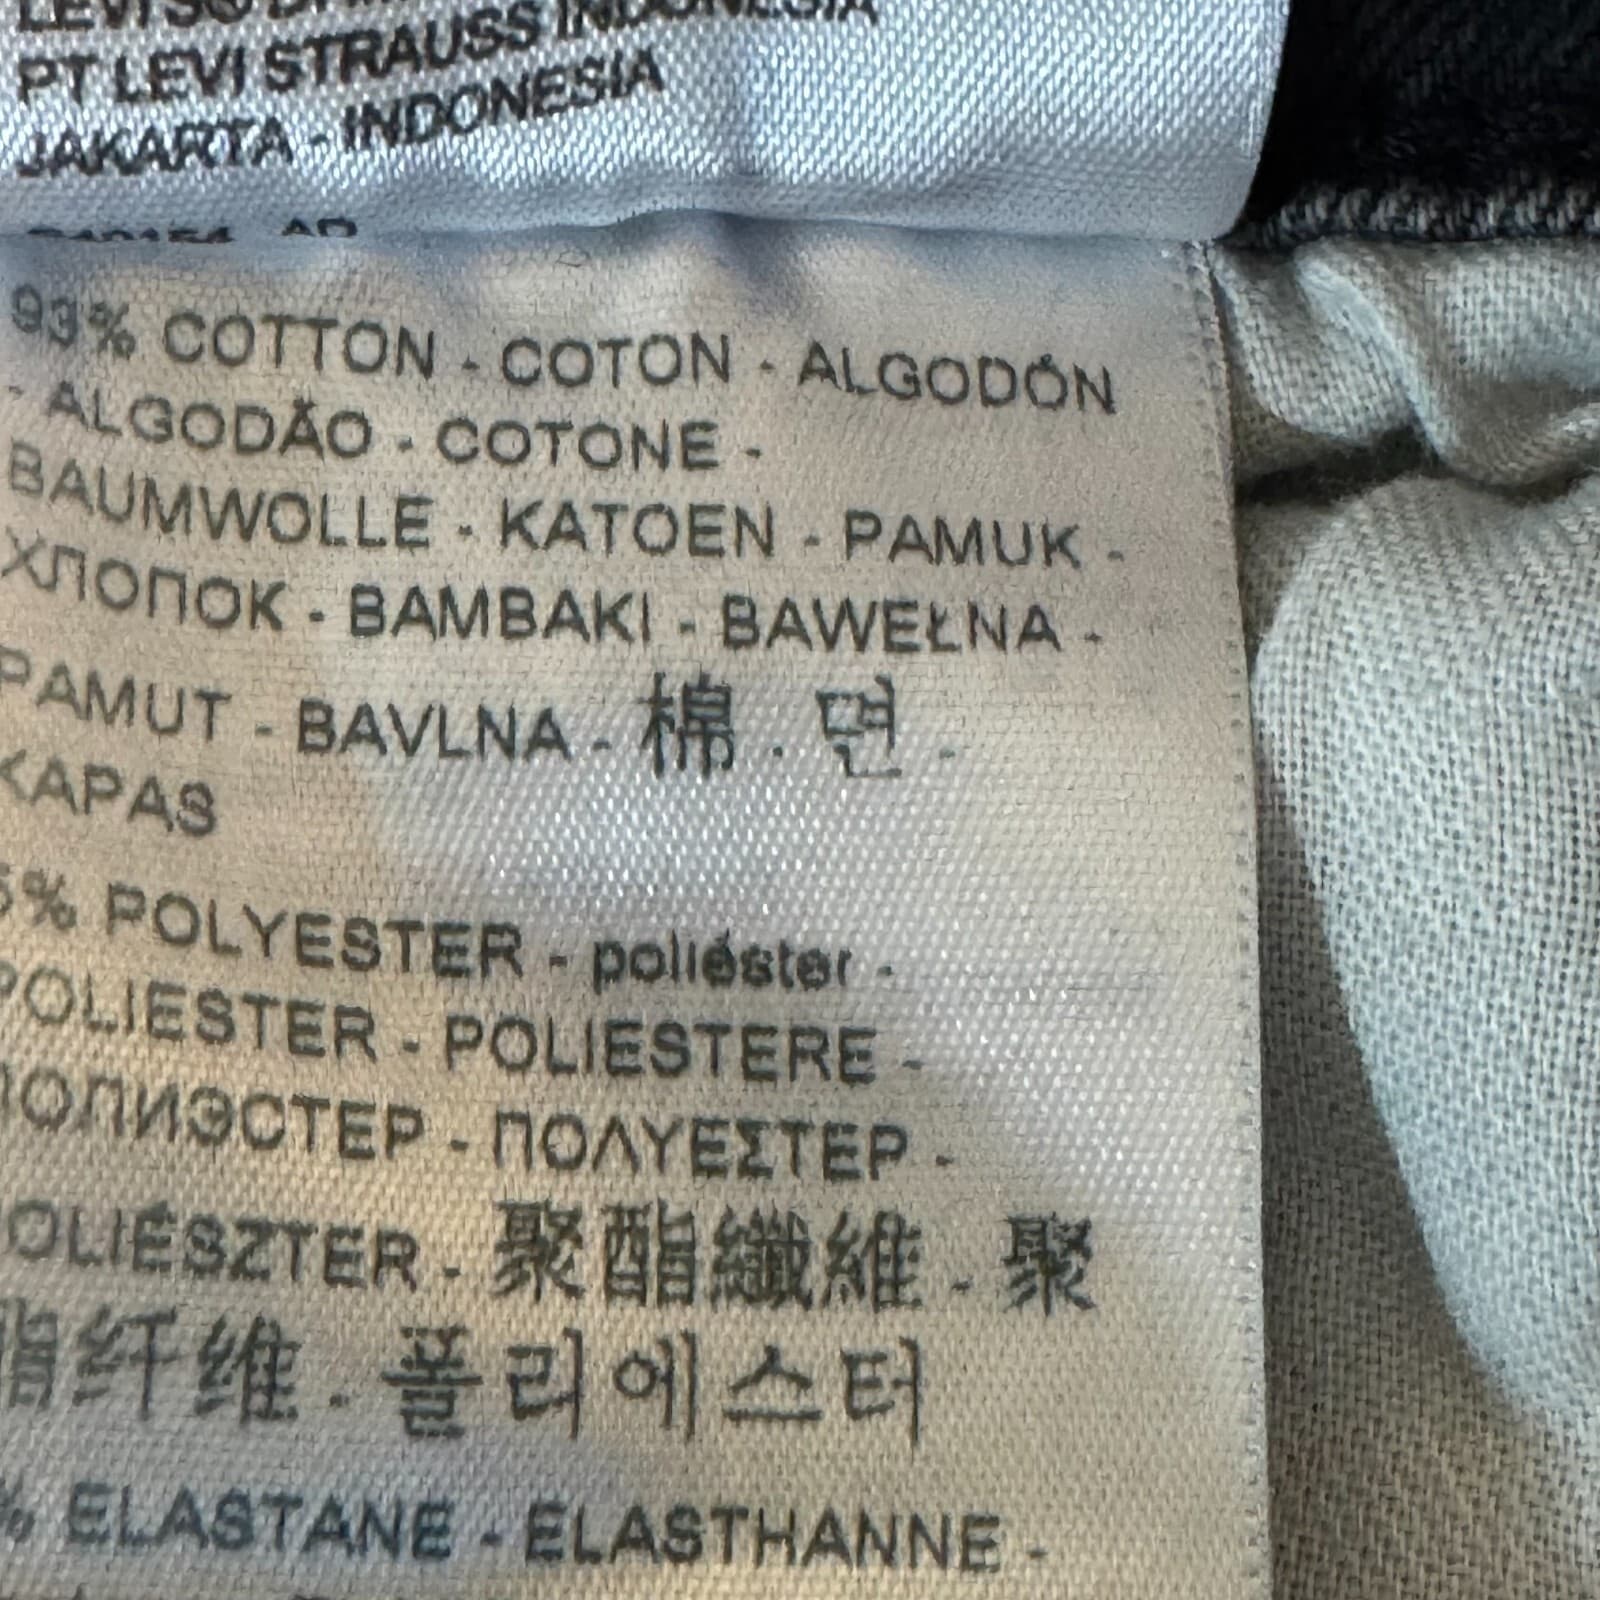 PT LEVI STRAUSS INDONESIA
JAKARTA - INDONESIA
93% COTTON - COTON - ALGODÓN
- ALGODÃO - COTONE -
BAUMWOLLE - KATOEN - PAMUK -
ХЛОПОК - BAMBAKI - BAWEŁNA -
PAMUT - BAVLNA - 棉 - 면 -
KAPAS
5% POLYESTER - poliéster -
POLIESTER - POLIESTERE -
ПОЛИЭСТЕР - ΠΟΛΥΕΣΤΕΡ -
POLIÉSZTER - 聚酯纖維 - 聚
酯纤维 - 폴리에스터
% ELASTANE - ELASTHANNE -